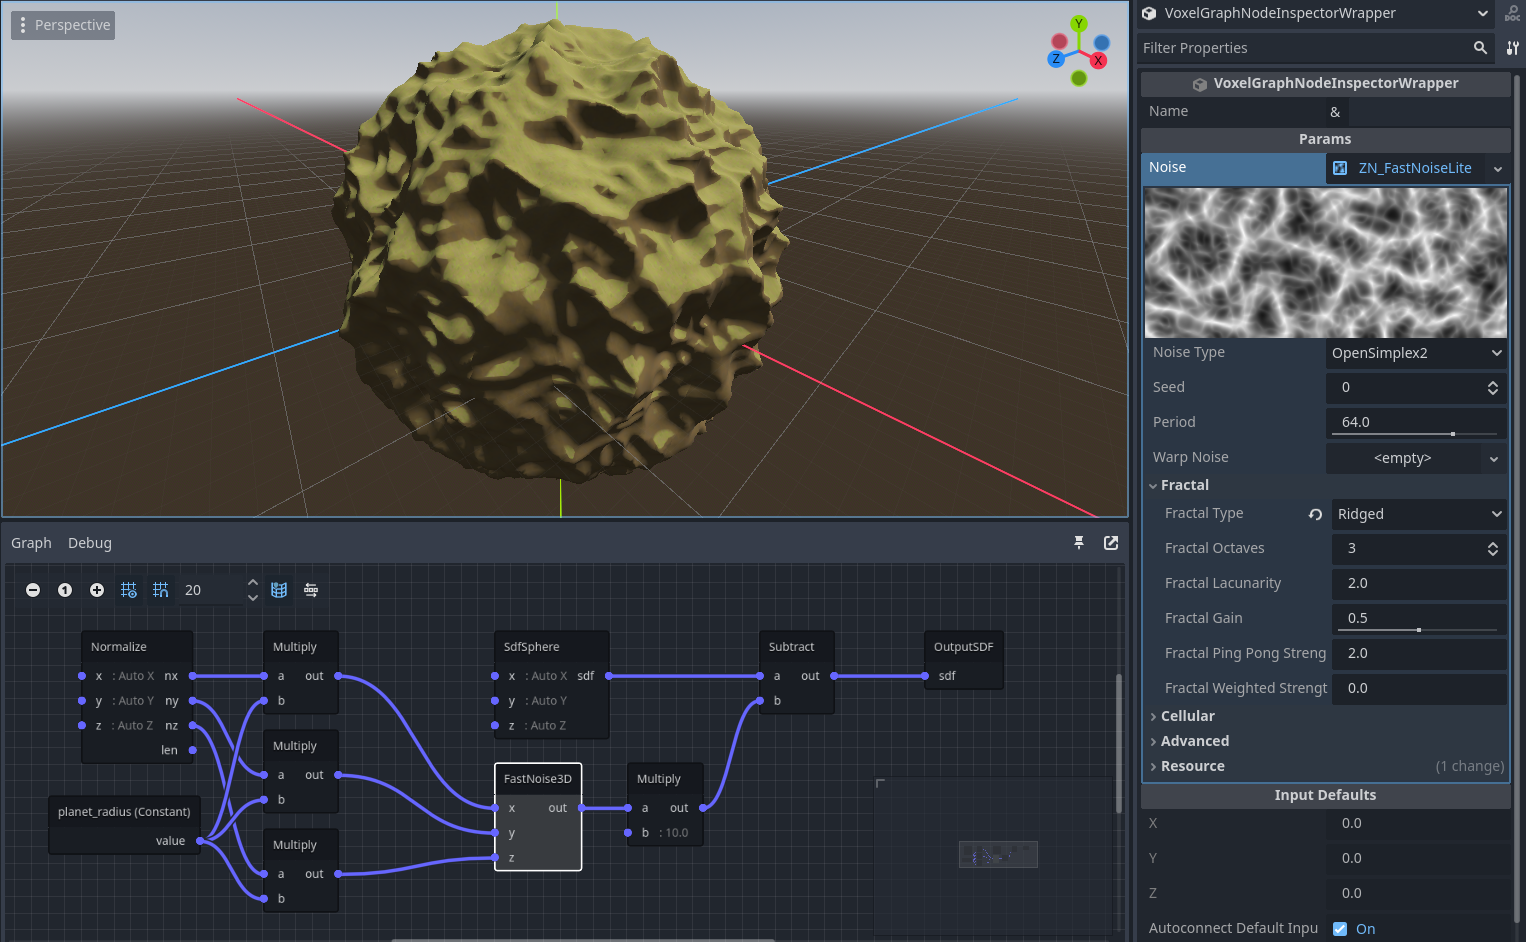 Perspective
Y
Z
X
Graph
Debug
1
20
Normalize
x : Auto X nx
y : Auto Y ny
z : Auto Z nz
len
planet_radius (Constant)
value
Multiply
a out
b
Multiply
a out
b
Multiply
a out
b
SdfSphere
x : Auto X sdf
y : Auto Y
z : Auto Z
FastNoise3D
x out
y
z
Multiply
a out
b : 10.0
Subtract
a out
b
OutputSDF
sdf
VoxelGraphNodeInspectorWrapper
DOC
Filter Properties
VoxelGraphNodeInspectorWrapper
Name &
Params
Noise ZN_FastNoiseLite
Noise Type OpenSimplex2
Seed 0
Period 64.0
Warp Noise <empty>
Fractal
Fractal Type Ridged
Fractal Octaves 3
Fractal Lacunarity 2.0
Fractal Gain 0.5
Fractal Ping Pong Streng 2.0
Fractal Weighted Strengt 0.0
Cellular
Advanced
Resource (1 change)
Input Defaults
X 0.0
Y 0.0
Z 0.0
Autoconnect Default Inpu On